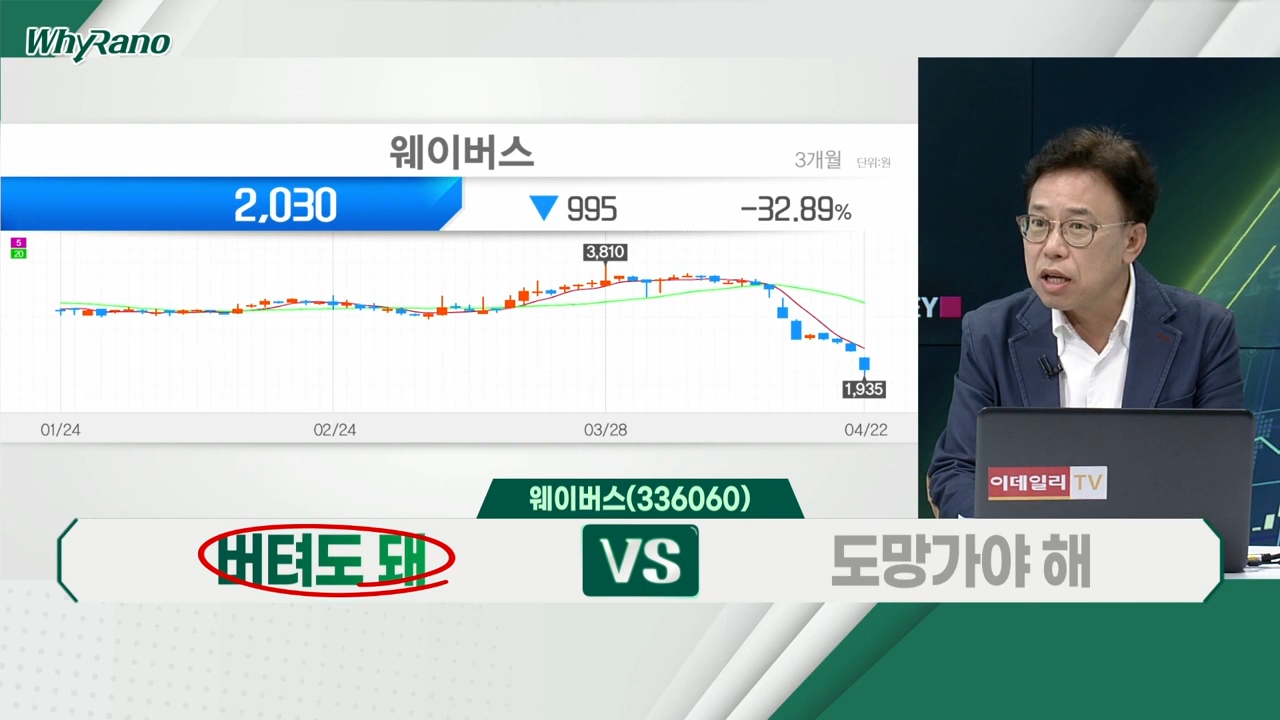 WhyRano
웨이버스
3개월 단위:원
2,030 ▼ 995 -32.89%
5
20
3,810
1,935
01/24 02/24 03/28 04/22
EY
이데일리 TV
웨이버스(336060)
버텨도 돼 VS 도망가야 해